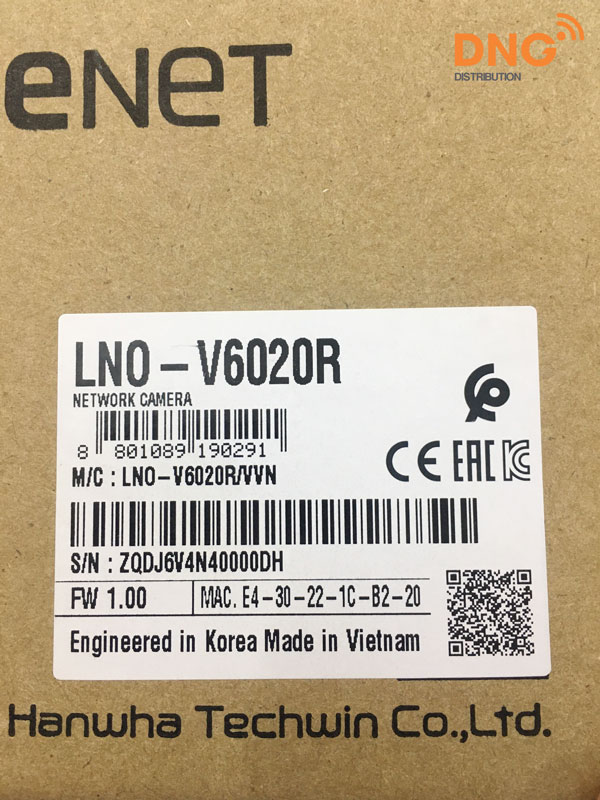 eNeT
DNG
DISTRIBUTION
LNO-V6020R
NETWORK CAMERA
8 801089 190291
M/C : LNO-V6020R/VVN
S/N : ZQDJ6V4N40000DH
FW 1.00
MAC. E4-30-22-1C-B2-20
CE EAC KC
Engineered in Korea Made in Vietnam
Hanwha Techwin Co.,Ltd.